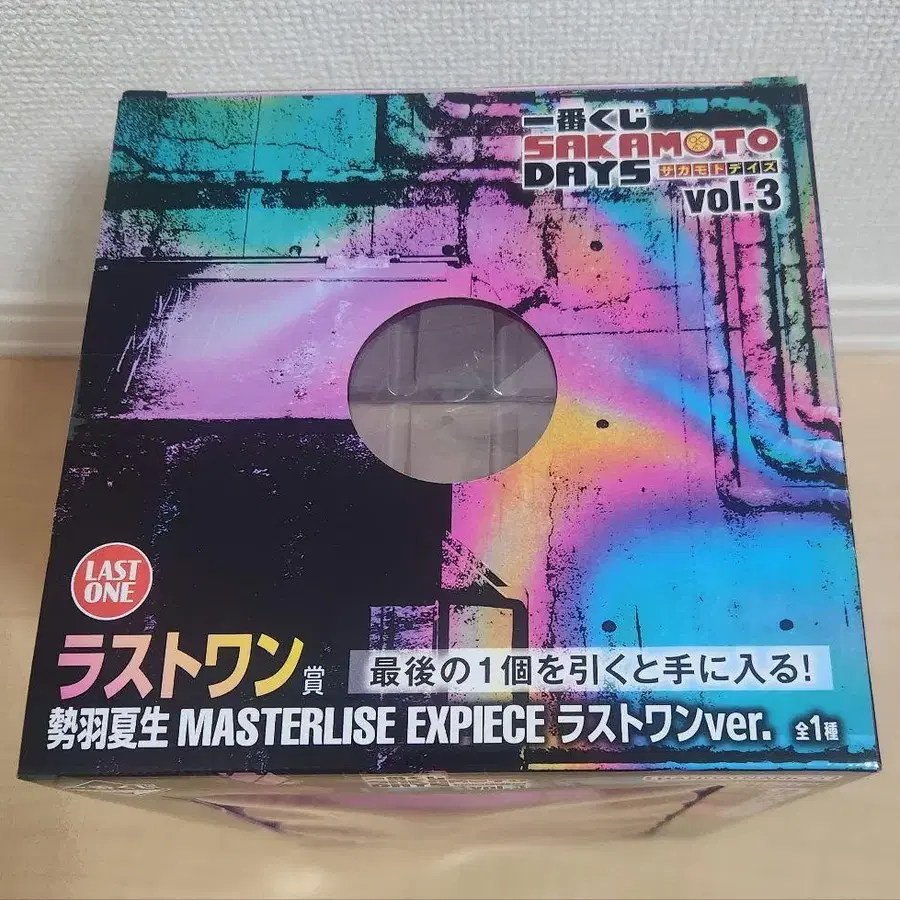 一番くじ
SAKAMOTO
DAYS サカモトデイズ
vol.3
LAST
ONE
ラストワン賞
最後の1個を引くと手に入る!
勢羽夏生 MASTERLISE EXPIECE ラストワンver. 全1種